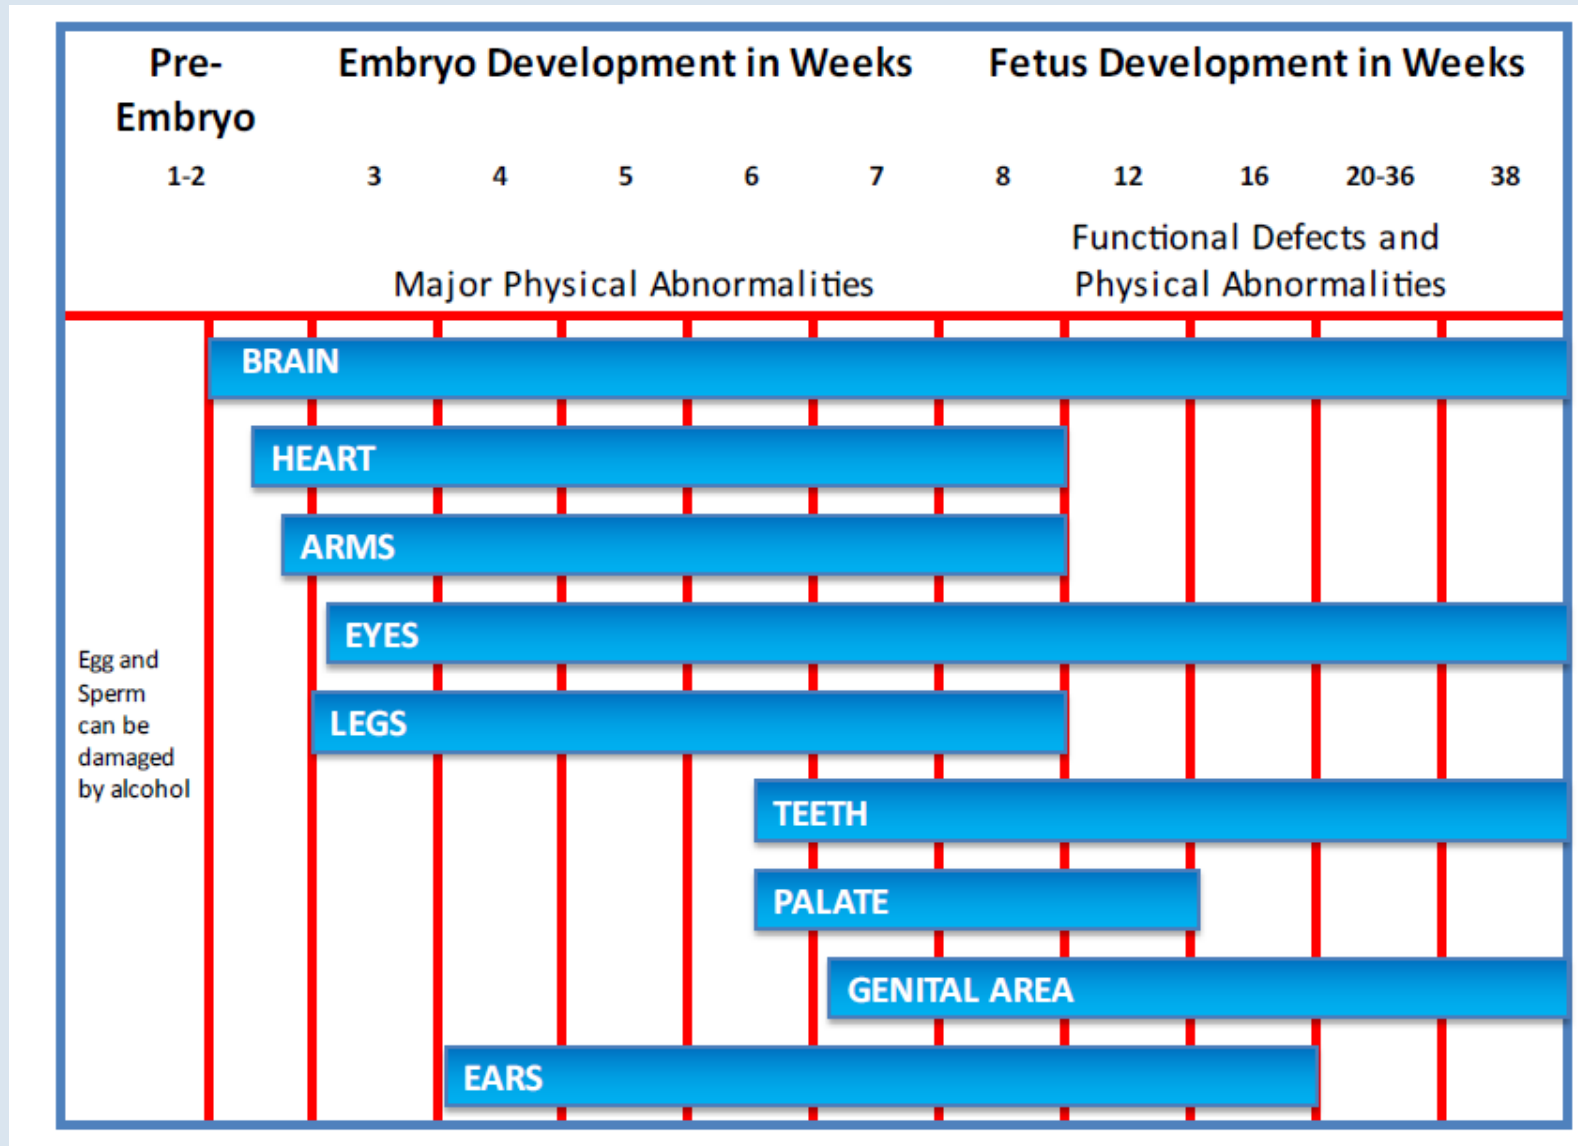 Pre-
Embryo
Embryo Development in Weeks
Fetus Development in Weeks
1-2 3 4 5 6 7 8 12 16 20-36 38
Major Physical Abnormalities
Functional Defects and
Physical Abnormalities
BRAIN
HEART
ARMS
EYES
LEGS
TEETH
PALATE
GENITAL AREA
EARS
Egg and
Sperm
can be
damaged
by alcohol